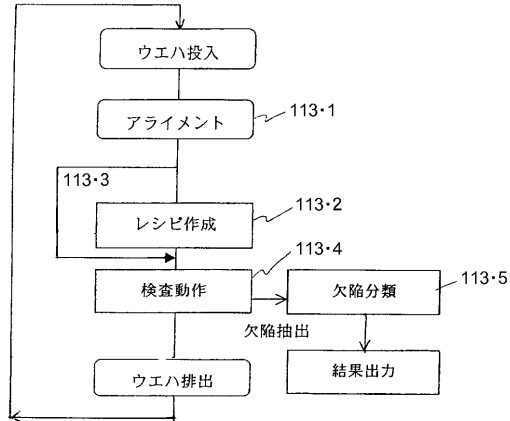 ウエハ投入
アライメント
113・1
113・3
レシピ作成
113・2
検査動作
113・4
欠陥分類
113・5
欠陥抽出
ウエハ排出
結果出力